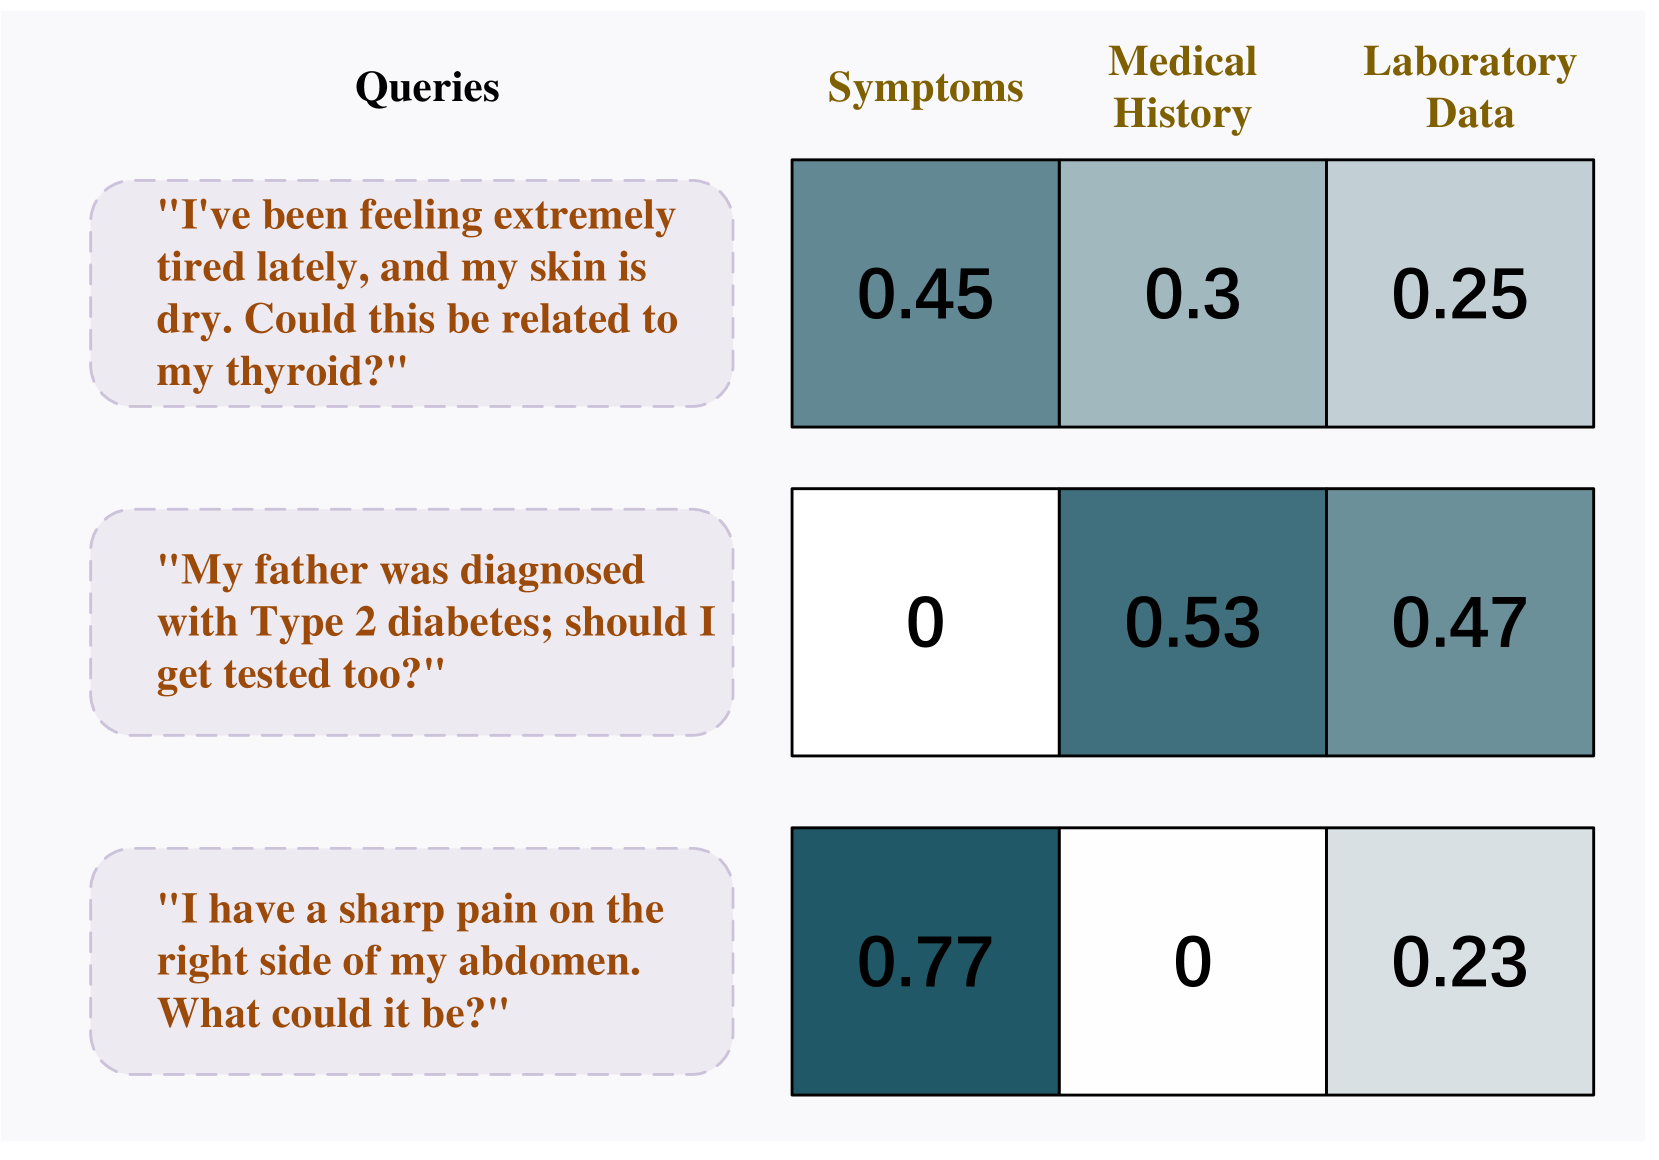 Queries
Symptoms
Medical
History
Laboratory
Data
"I've been feeling extremely
tired lately, and my skin is
dry. Could this be related to
my thyroid?"
0.45
0.3
0.25
"My father was diagnosed
with Type 2 diabetes; should I
get tested too?"
0
0.53
0.47
"I have a sharp pain on the
right side of my abdomen.
What could it be?"
0.77
0
0.23